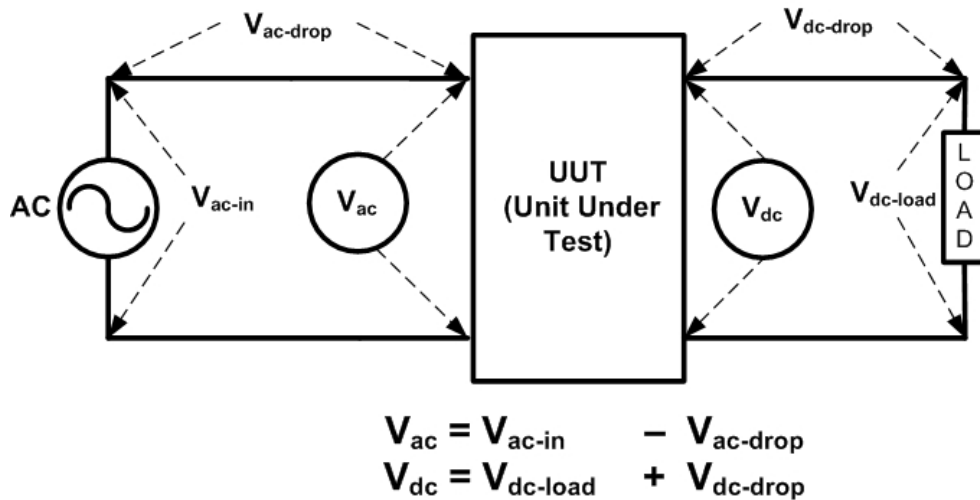 Vac-drop
Vdc-drop
AC
Vac-in
Vac
UUT
(Unit Under
Test)
Vdc
Vdc-load
L
O
A
D
Vac = Vac-in − Vac-drop
Vdc = Vdc-load + Vdc-drop